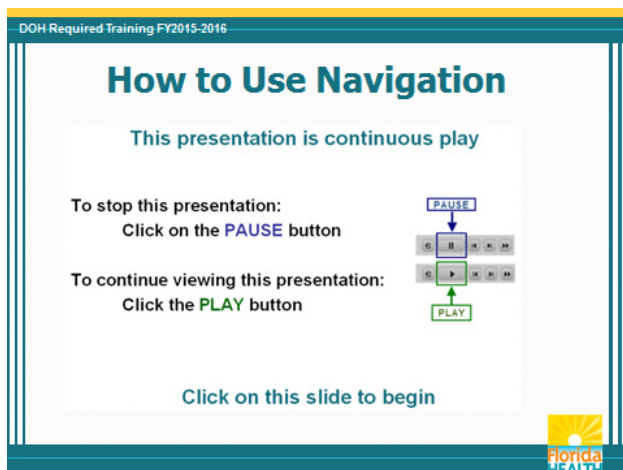 DOH Required Training FY2015-2016
How to Use Navigation
This presentation is continuous play
To stop this presentation:
Click on the PAUSE button
PAUSE
To continue viewing this presentation:
Click the PLAY button
PLAY
Click on this slide to begin
Florida
HEALTH